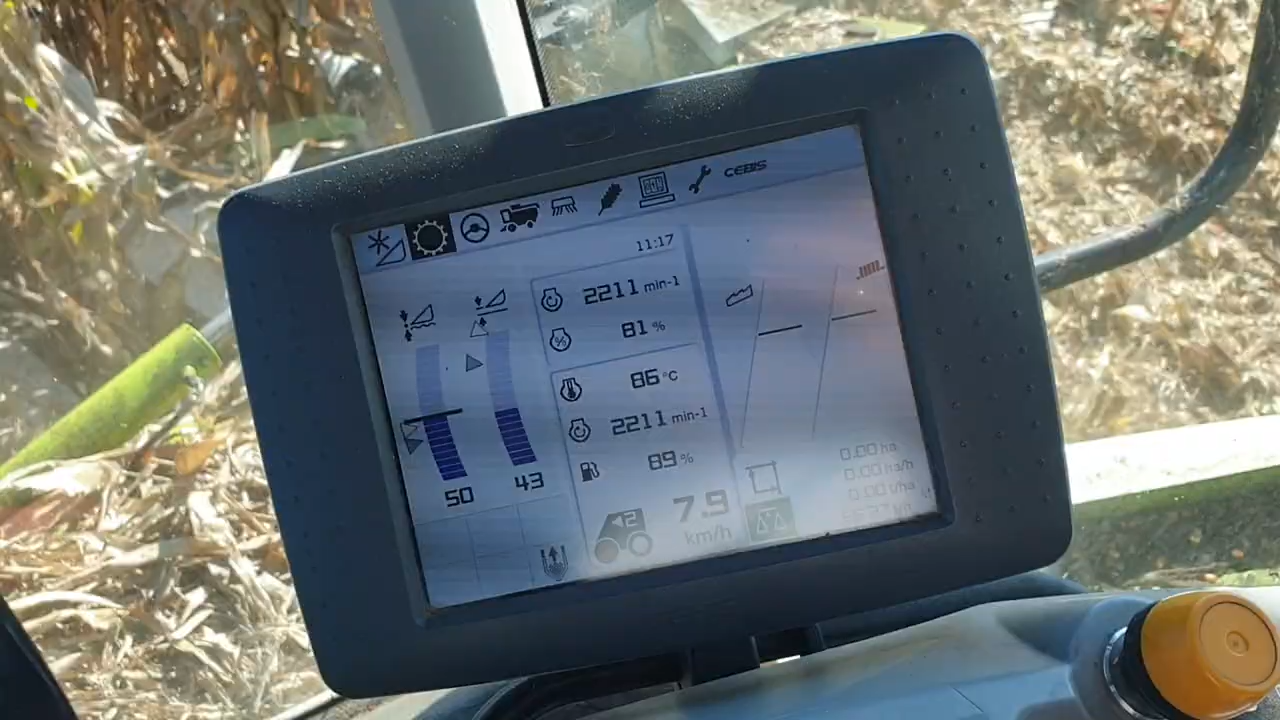 CEBIS
11:17
2211 min-1
81 %
86 °C
2211 min-1
89 %
50
43
2
7.9
km/h
0.00 ha
0.00 ha/h
0.00 l/ha